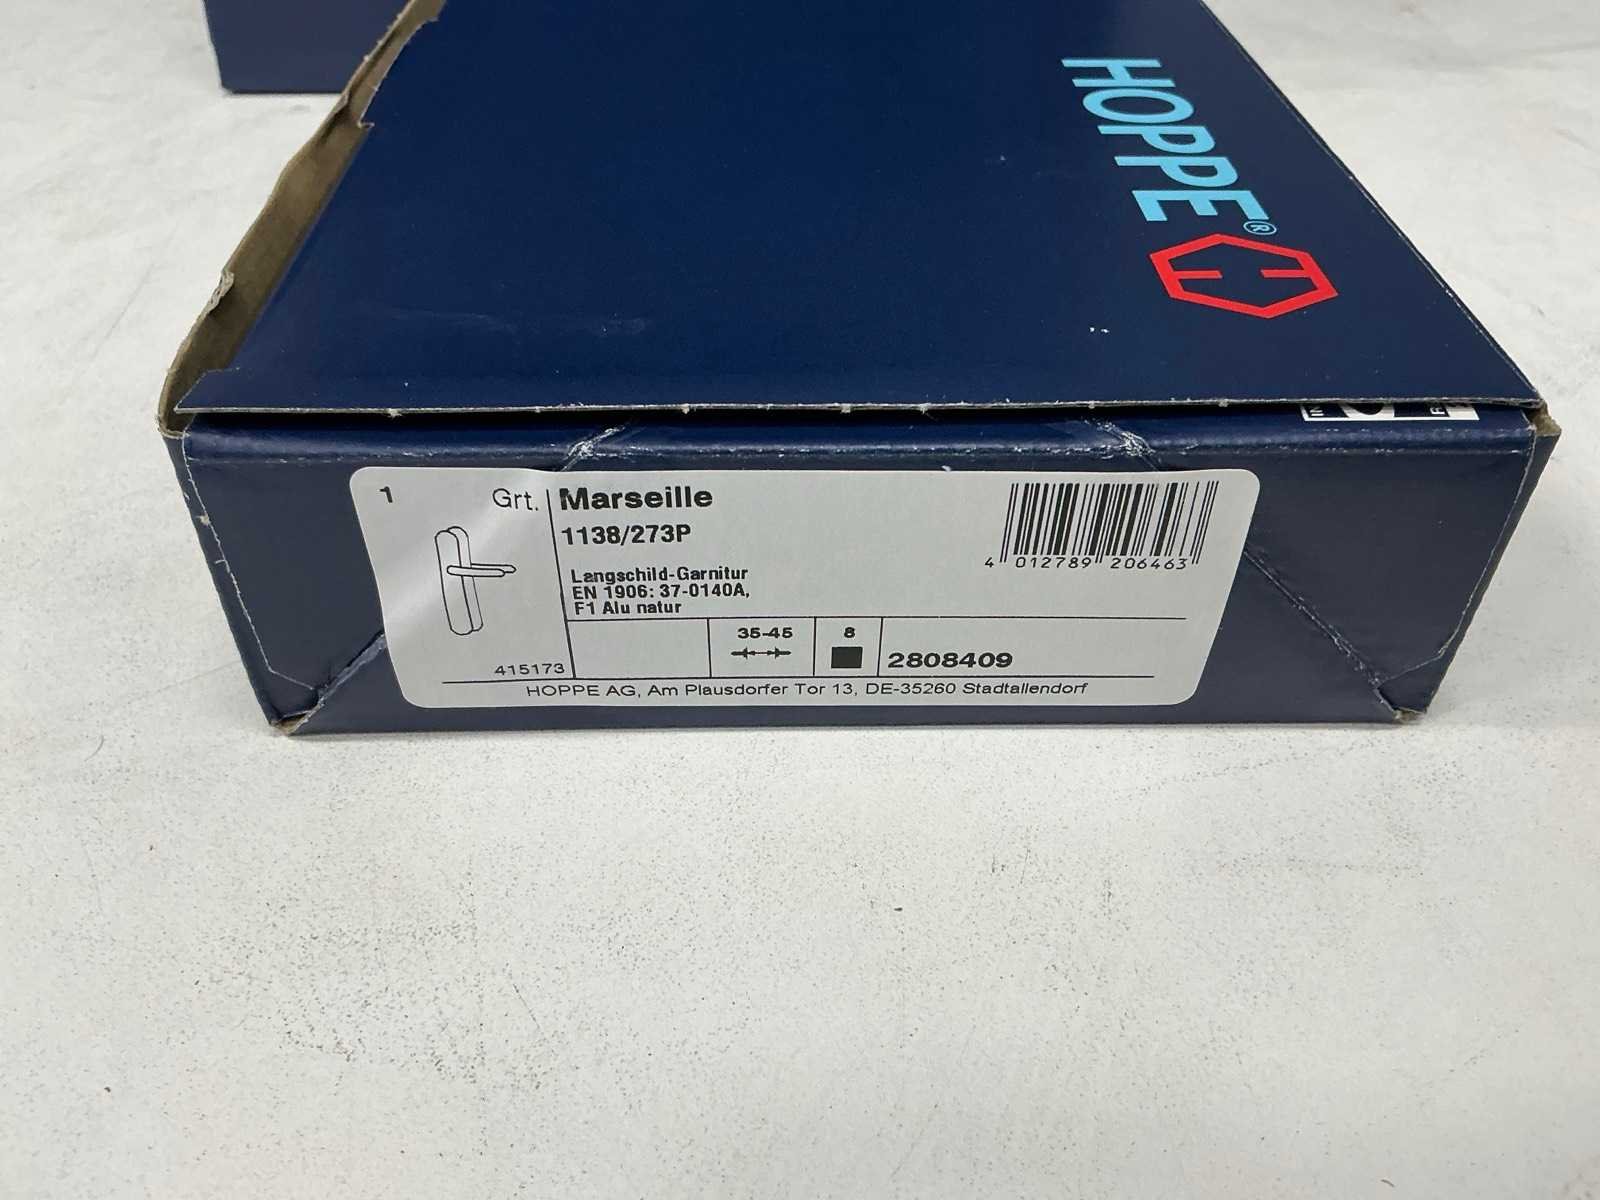 HOPPE®
1 Grt.
Marseille
1138/273P
Langschild-Garnitur
EN 1906: 37-0140A,
F1 Alu natur
4 012789 206463
35-45
8
2808409
415173
HOPPE AG, Am Plausdorfer Tor 13, DE-35260 Stadtallendorf